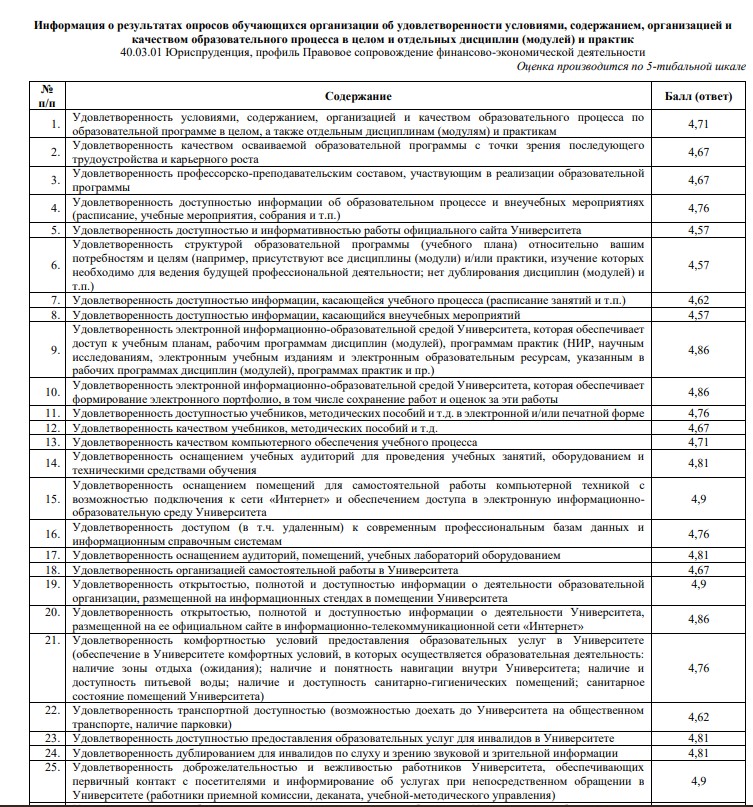 Информация о результатах опросов обучающихся организации об удовлетворенности условиями, содержанием, организацией и
качеством образовательного процесса в целом и отдельных дисциплин (модулей) и практик
40.03.01 Юриспруденция, профиль Правовое сопровождение финансово-экономической деятельности
Оценка производится по 5-тибальной шкале
№
п/п
Содержание
Балл (ответ)
1.
Удовлетворенность условиями, содержанием, организацией и качеством образовательного процесса по
образовательной программе в целом, а также отдельным дисциплинам (модулям) и практикам
4,71
2.
Удовлетворенность качеством осваиваемой образовательной программы с точки зрения последующего
трудоустройства и карьерного роста
4,67
3.
Удовлетворенность профессорско-преподавательским составом, участвующим в реализации образовательной
программы
4,67
4.
Удовлетворенность доступностью информации об образовательном процессе и внеучебных мероприятиях
(расписание, учебные мероприятия, собрания и т.п.)
4,76
5.
Удовлетворенность доступностью и информативностью работы официального сайта Университета
4,57
6.
Удовлетворенность структурой образовательной программы (учебного плана) относительно вашим
потребностям и целям (например, присутствуют все дисциплины (модули) и/или практики, изучение которых
необходимо для ведения будущей профессиональной деятельности; нет дублирования дисциплин (модулей) и
т.п.)
4,57
7.
Удовлетворенность доступностью информации, касающейся учебного процесса (расписание занятий и т.п.)
4,62
8.
Удовлетворенность доступностью информации, касающийся внеучебных мероприятий
4,57
9.
Удовлетворенность электронной информационно-образовательной средой Университета, которая обеспечивает
доступ к учебным планам, рабочим программам дисциплин (модулей), программам практик (НИР, научным
исследованиям, электронным учебным изданиям и электронным образовательным ресурсам, указанным в
рабочих программах дисциплин (модулей), программах практик и пр.)
4,86
10.
Удовлетворенность электронной информационно-образовательной средой Университета, которая обеспечивает
формирование электронного портфолио, в том числе сохранение работ и оценок за эти работы
4,86
11.
Удовлетворенность доступностью учебников, методических пособий и т.д. в электронной и/или печатной форме
4,76
12.
Удовлетворенность качеством учебников, методических пособий и т.д.
4,67
13.
Удовлетворенность качеством компьютерного обеспечения учебного процесса
4,71
14.
Удовлетворенность оснащением учебных аудиторий для проведения учебных занятий, оборудованием и
техническими средствами обучения
4,81
15.
Удовлетворенность оснащением помещений для самостоятельной работы компьютерной техникой с
возможностью подключения к сети «Интернет» и обеспечением доступа в электронную информационно-
образовательную среду Университета
4,9
16.
Удовлетворенность доступом (в т.ч. удаленным) к современным профессиональным базам данных и
информационным справочным системам
4,76
17.
Удовлетворенность оснащением аудиторий, помещений, учебных лабораторий оборудованием
4,81
18.
Удовлетворенность организацией самостоятельной работы в Университета
4,67
19.
Удовлетворенность открытостью, полнотой и доступностью информации о деятельности образовательной
организации, размещенной на информационных стендах в помещении Университета
4,9
20.
Удовлетворенность открытостью, полнотой и доступностью информации о деятельности Университета,
размещенной на ее официальном сайте в информационно-телекоммуникационной сети «Интернет»
4,86
21.
Удовлетворенность комфортностью условий предоставления образовательных услуг в Университете
(обеспечение в Университете комфортных условий, в которых осуществляется образовательная деятельность:
наличие зоны отдыха (ожидания); наличие и понятность навигации внутри Университета; наличие и
доступность питьевой воды; наличие и доступность санитарно-гигиенических помещений; санитарное
состояние помещений Университета)
4,76
22.
Удовлетворенность транспортной доступностью (возможностью доехать до Университета на общественном
транспорте, наличие парковки)
4,62
23.
Удовлетворенность доступностью предоставления образовательных услуг для инвалидов в Университете
4,81
24.
Удовлетворенность дублированием для инвалидов по слуху и зрению звуковой и зрительной информации
4,81
25.
Удовлетворенность доброжелательностью и вежливостью работников Университета, обеспечивающих
первичный контакт с посетителями и информирование об услугах при непосредственном обращении в
Университете (работники приемной комиссии, деканата, учебной-методического управления)
4,9